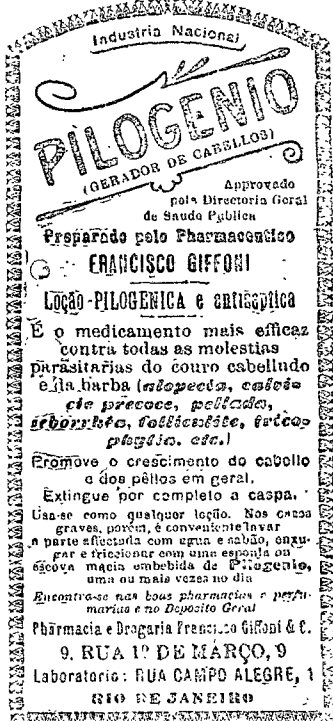 Industria Nacional
PILOGENIO
(GERADOR DE CABELLOS)
Approvado
pela Directoria Geral
de Saude Publica
Preparado pelo Pharmaceutico
FRANCISCO GIFFONI
Loção-PILOGENICA e antiseptica
É o medicamento mais efficaz
contra todas as molestias
parasitarias do couro cabelludo
e da barba (alopecia, calvi-
cie precoce, pellada,
seborrhéa, folliculite, trico-
ptylia, etc.)
Promove o crescimento do cabello
e dos pêllos em geral.
Extingue por completo a caspa.
Usa-se como qualquer loção. Nos casos
graves, porém, é conveniente lavar
a parte affectada com agua e sabão, enxu-
gar e friccionar com uma esponja ou
escova macia embebida de Pilogenio,
uma ou mais vezes no dia
Encontra-se nas boas pharmacias e perfu-
marias e no Deposito Geral
Pharmacia e Drogaria Francisco Giffoni & C.
9. RUA 1º DE MARÇO, 9
Laboratorio: RUA CAMPO ALEGRE, 1
RIO DE JANEIRO